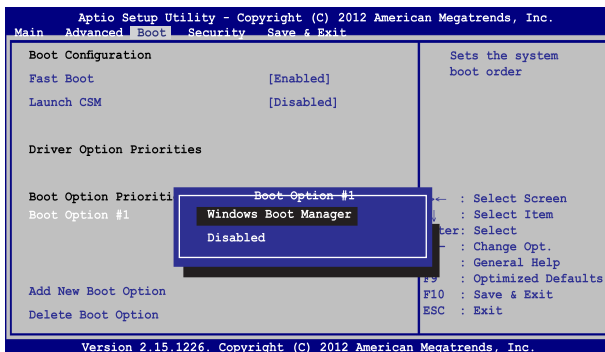 Aptio Setup Utility - Copyright (C) 2012 American Megatrends, Inc.
Main Advanced Boot Security Save & Exit
Boot Configuration
Fast Boot [Enabled]
Launch CSM [Disabled]
Driver Option Priorities
Boot Option Prioriti
Boot Option #1
Add New Boot Option
Delete Boot Option
Boot Option #1
Windows Boot Manager
Disabled
Sets the system
boot order
←  : Select Screen
: Select Item
ter: Select
: Change Opt.
: General Help
F9 : Optimized Defaults
F10 : Save & Exit
ESC : Exit
Version 2.15.1226. Copyright (C) 2012 American Megatrends, Inc.